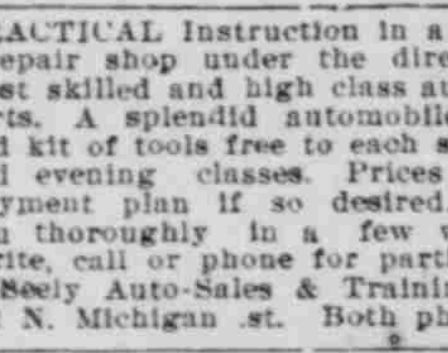 RACTICAL Instruction in a
repair shop under the dire
st skilled and high class au
rts. A splendid automobile
d kit of tools free to each s
d evening classes. Prices
yment plan if so desired.
n thoroughly in a few w
rite, call or phone for parti
Seely Auto-Sales & Traini
N. Michigan .st. Both ph